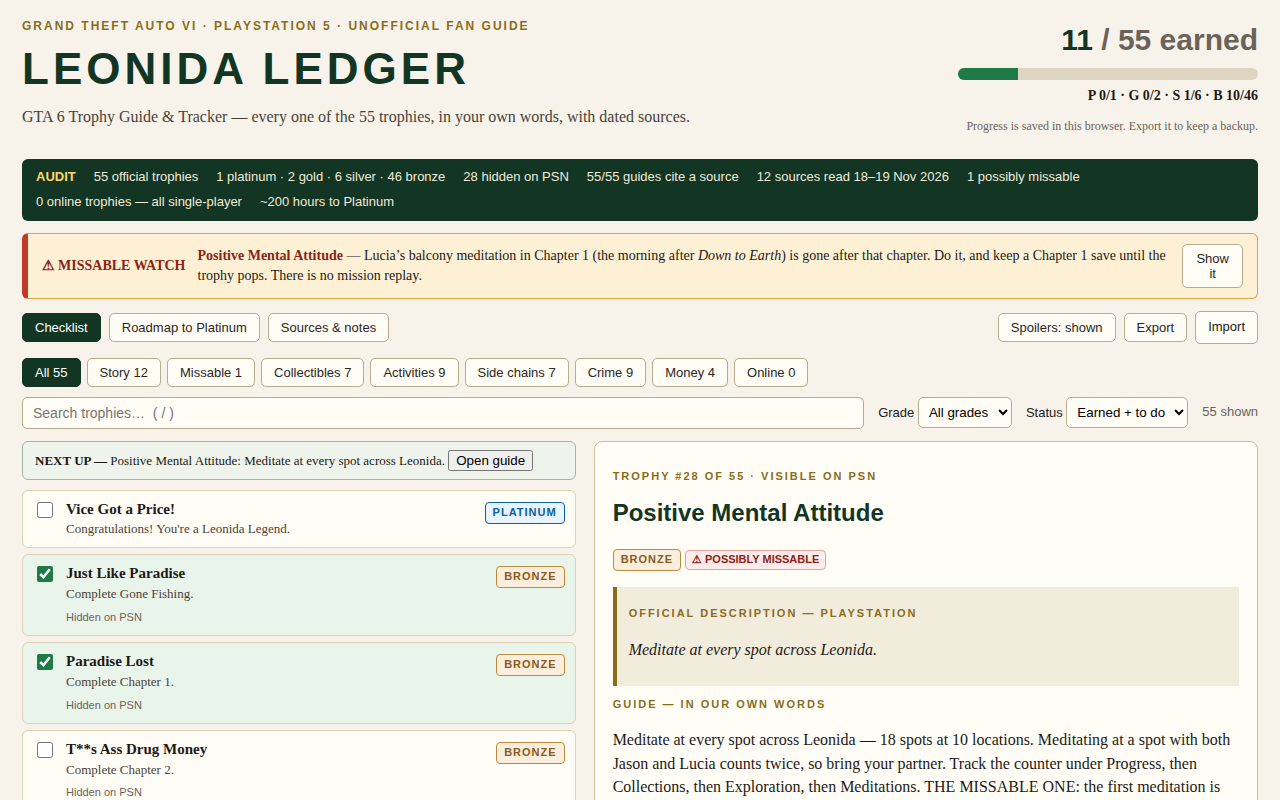 GRAND THEFT AUTO VI · PLAYSTATION 5 · UNOFFICIAL FAN GUIDE
LEONIDA LEDGER
GTA 6 Trophy Guide & Tracker — every one of the 55 trophies, in your own words, with dated sources.
11 / 55 earned
P 0/1 · G 0/2 · S 1/6 · B 10/46
Progress is saved in this browser. Export it to keep a backup.
AUDIT 55 official trophies 1 platinum · 2 gold · 6 silver · 46 bronze 28 hidden on PSN 55/55 guides cite a source 12 sources read 18–19 Nov 2026 1 possibly missable
0 online trophies — all single-player ~200 hours to Platinum
⚠ MISSABLE WATCH
Positive Mental Attitude — Lucia's balcony meditation in Chapter 1 (the morning after Down to Earth) is gone after that chapter. Do it, and keep a Chapter 1 save until the
trophy pops. There is no mission replay.
Show
it
Checklist Roadmap to Platinum Sources & notes Spoilers: shown Export Import
All 55 Story 12 Missable 1 Collectibles 7 Activities 9 Side chains 7 Crime 9 Money 4 Online 0
Search trophies… ( / ) Grade All grades Status Earned + to do 55 shown
NEXT UP — Positive Mental Attitude: Meditate at every spot across Leonida. Open guide
Vice Got a Price! PLATINUM
Congratulations! You're a Leonida Legend.
Just Like Paradise BRONZE
Complete Gone Fishing.
Hidden on PSN
Paradise Lost BRONZE
Complete Chapter 1.
Hidden on PSN
T**s Ass Drug Money BRONZE
Complete Chapter 2.
Hidden on PSN
TROPHY #28 OF 55 · VISIBLE ON PSN
Positive Mental Attitude
BRONZE ⚠ POSSIBLY MISSABLE
OFFICIAL DESCRIPTION — PLAYSTATION
Meditate at every spot across Leonida.
GUIDE — IN OUR OWN WORDS
Meditate at every spot across Leonida — 18 spots at 10 locations. Meditating at a spot with both
Jason and Lucia counts twice, so bring your partner. Track the counter under Progress, then
Collections, then Exploration, then Meditations. THE MISSABLE ONE: the first meditation is